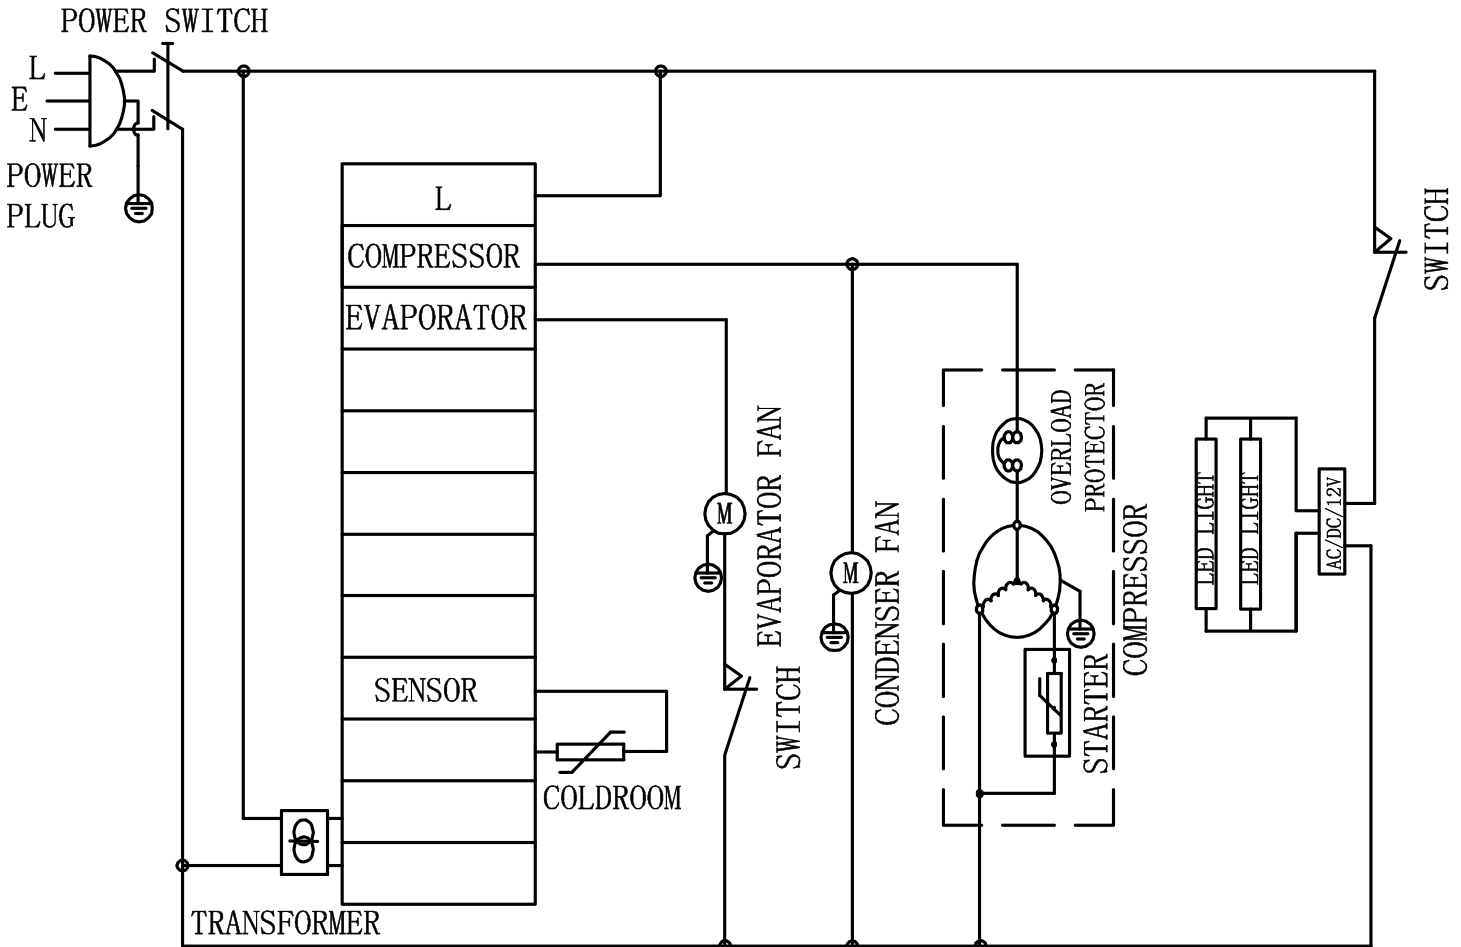 POWER SWITCH
L
E
N
POWER
PLUG
L
COMPRESSOR
EVAPORATOR
SENSOR
COLDROOM
TRANSFORMER
M
EVAPORATOR FAN
SWITCH
M
CONDENSER FAN
OVERLOAD
PROTECTOR
COMPRESSOR
STARTER
LED LIGHT
LED LIGHT
AC/DC/12V
SWITCH